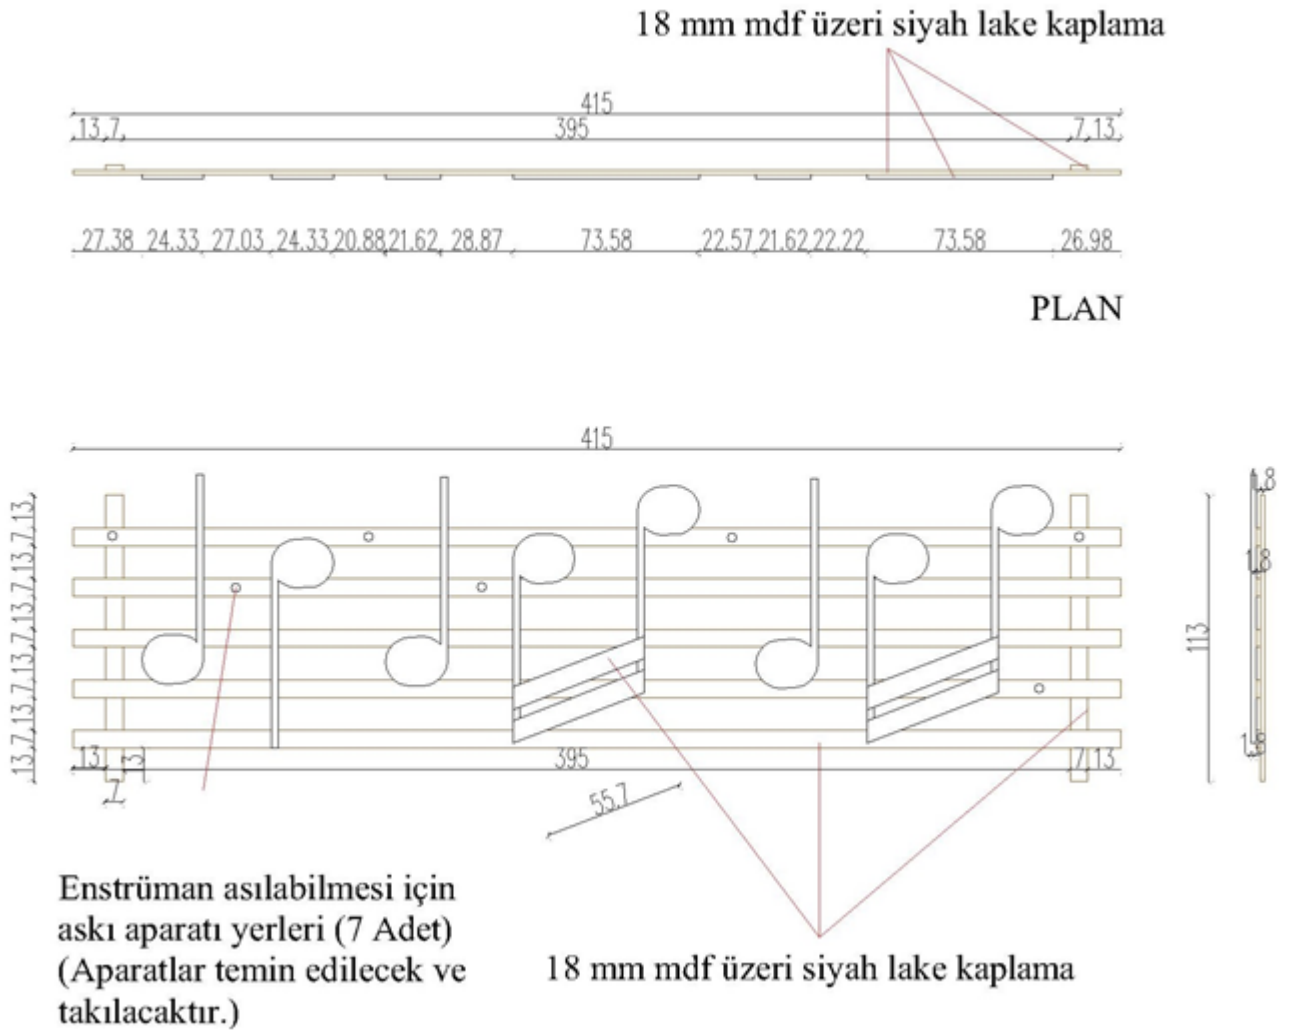 18 mm mdf üzeri siyah lake kaplama
415
13 7 395 7 13
27.38 24.33 27.03 24.33 20.88 21.62 28.87 73.58 22.57 21.62 22.22 73.58 26.98
PLAN
415
13 7 13 7 13 7 13 7 13 7 13
1.8
1.8
113
13 13 395 7 13
7
55.7
Enstrüman asılabilmesi için
askı aparatı yerleri (7 Adet)
(Aparatlar temin edilecek ve
takılacaktır.)
18 mm mdf üzeri siyah lake kaplama